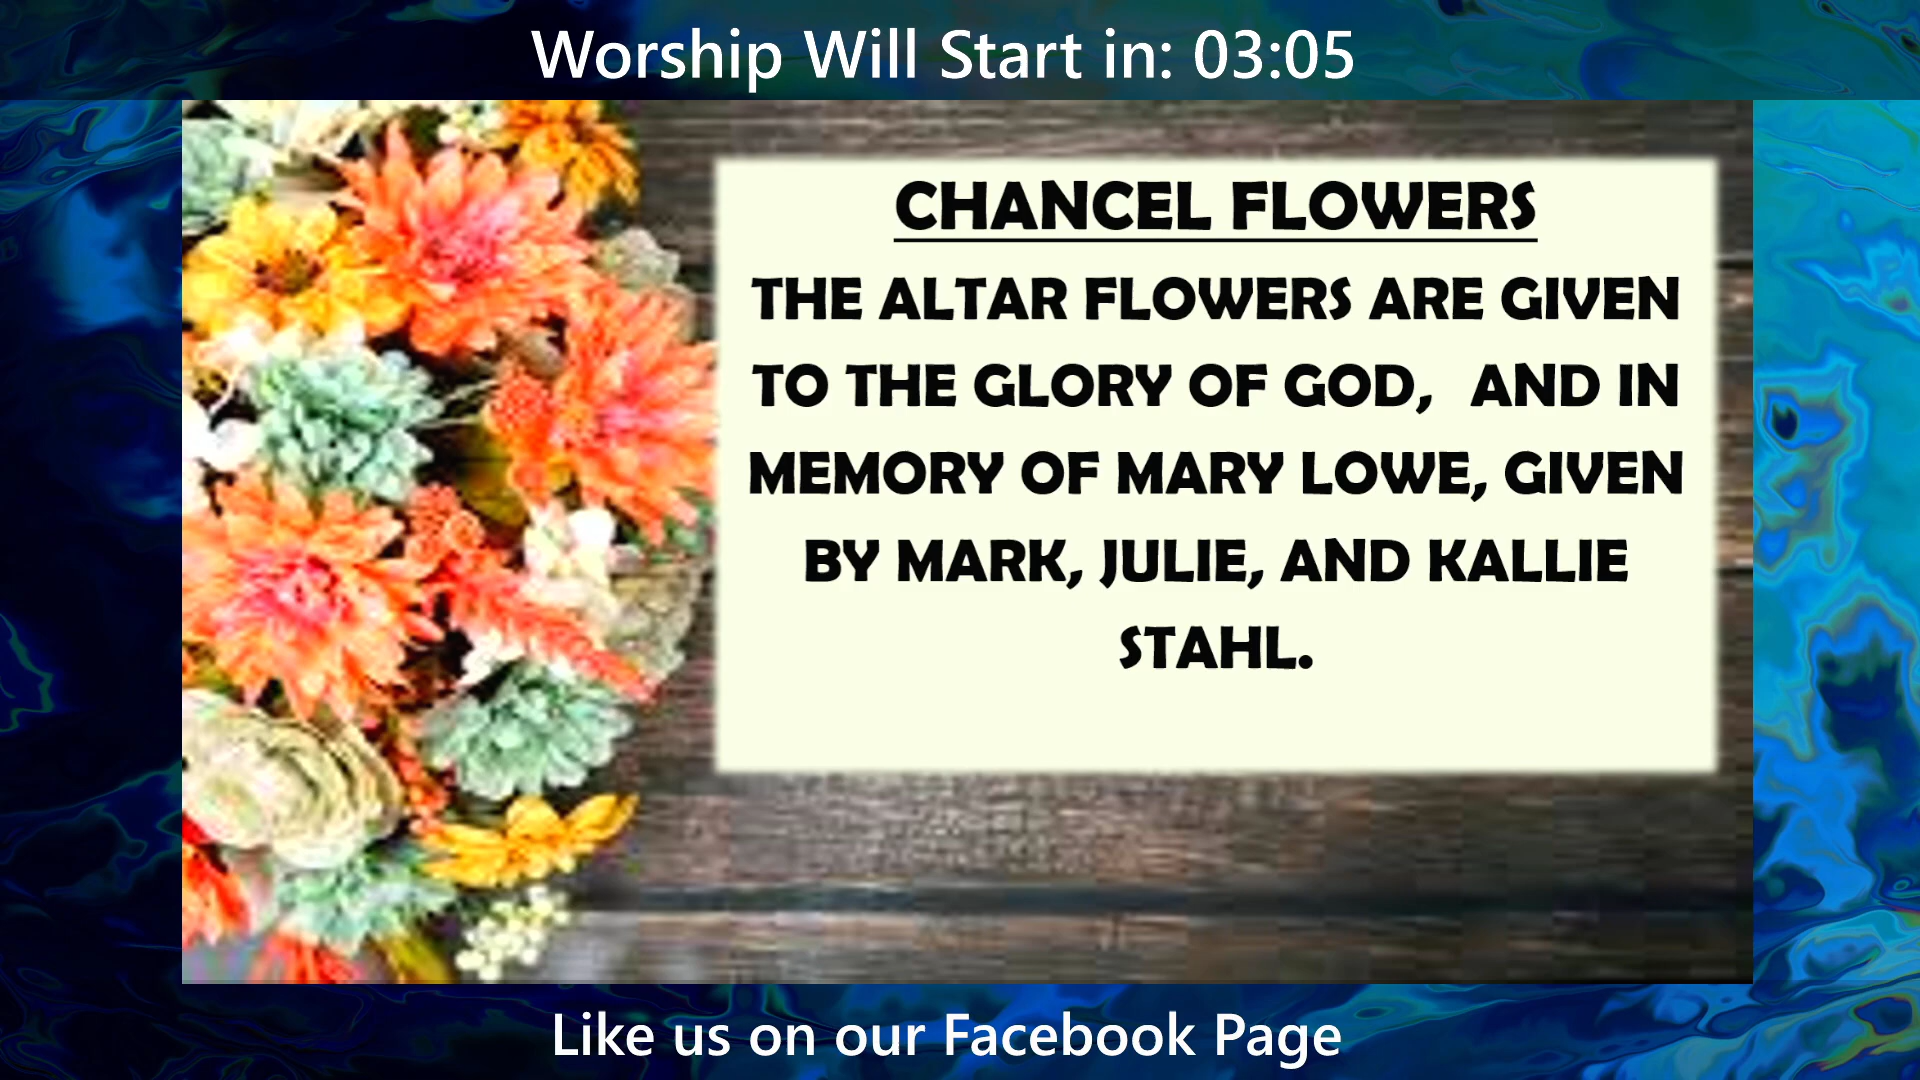 Worship Will Start in: 03:05
CHANCEL FLOWERS
THE ALTAR FLOWERS ARE GIVEN
TO THE GLORY OF GOD,  AND IN
MEMORY OF MARY LOWE, GIVEN
BY MARK, JULIE, AND KALLIE
STAHL.
Like us on our Facebook Page